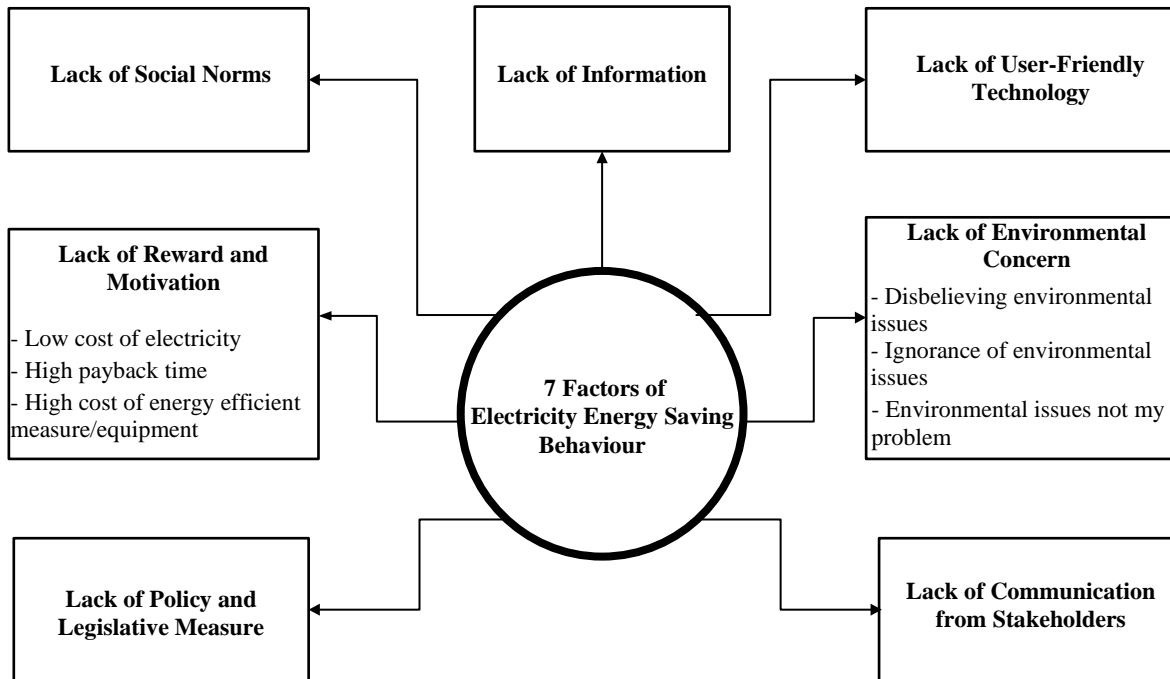 Lack of Social Norms
Lack of Information
Lack of User-Friendly
Technology
Lack of Reward and
Motivation
- Low cost of electricity
- High payback time
- High cost of energy efficient
measure/equipment
7 Factors of
Electricity Energy Saving
Behaviour
Lack of Environmental
Concern
- Disbelieving environmental
issues
- Ignorance of environmental
issues
- Environmental issues not my
problem
Lack of Policy and
Legislative Measure
Lack of Communication
from Stakeholders